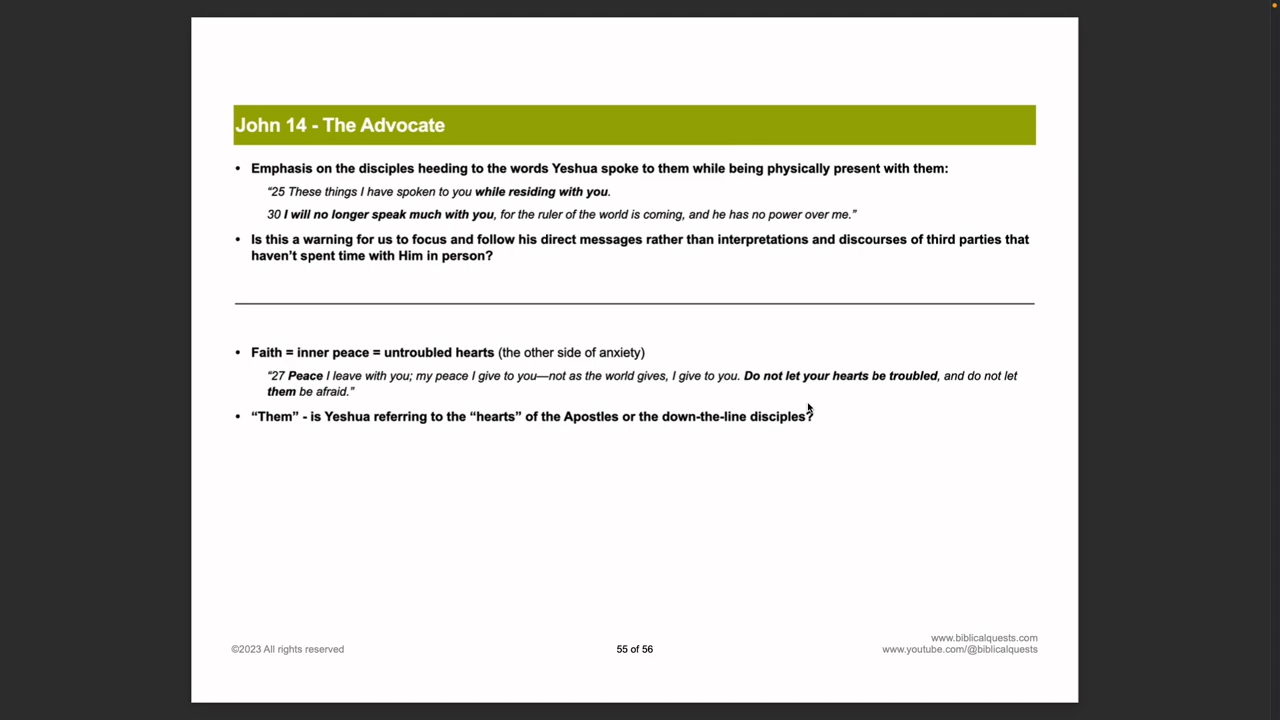 John 14 - The Advocate
• Emphasis on the disciples heeding to the words Yeshua spoke to them while being physically present with them:
“25 These things I have spoken to you while residing with you.
30 I will no longer speak much with you, for the ruler of the world is coming, and he has no power over me.”
• Is this a warning for us to focus and follow his direct messages rather than interpretations and discourses of third parties that
haven’t spent time with Him in person?
• Faith = inner peace = untroubled hearts (the other side of anxiety)
“27 Peace I leave with you; my peace I give to you—not as the world gives, I give to you. Do not let your hearts be troubled, and do not let
them be afraid.”
• “Them” - is Yeshua referring to the “hearts” of the Apostles or the down-the-line disciples?
www.biblicalquests.com
©2023 All rights reserved
55 of 56
www.youtube.com/@biblicalquests